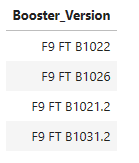 Booster_Version
F9 FT B1022
F9 FT B1026
F9 FT B1021.2
F9 FT B1031.2